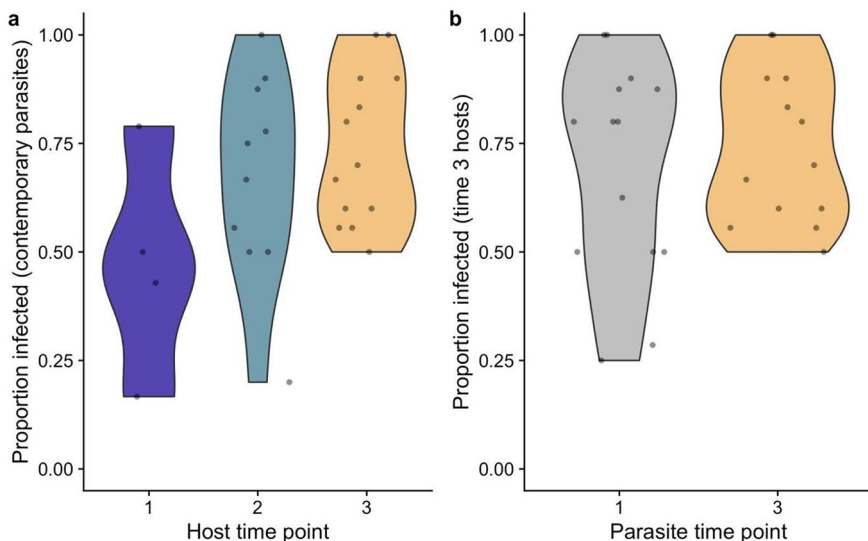 a
Proportion infected (contemporary parasites)
1.00
0.75
0.50
0.25
0.00
1 2 3
Host time point
b
Proportion infected (time 3 hosts)
1.00
0.75
0.50
0.25
0.00
1 3
Parasite time point